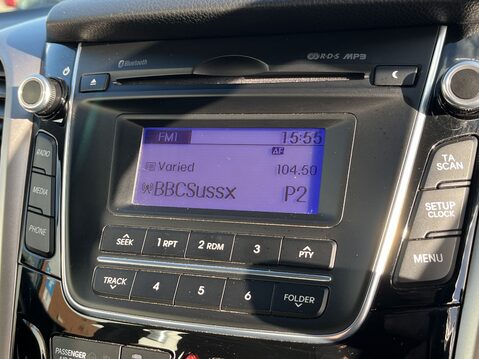 Bluetooth R·D·S MP3
FM1 15:55
AF
Varied 104.50
BBCSussx P2
RADIO
MEDIA
PHONE
TA
SCAN
SETUP
CLOCK
MENU
SEEK 1 RPT 2 RDM 3 PTY
TRACK 4 5 6 FOLDER
PASSENGER